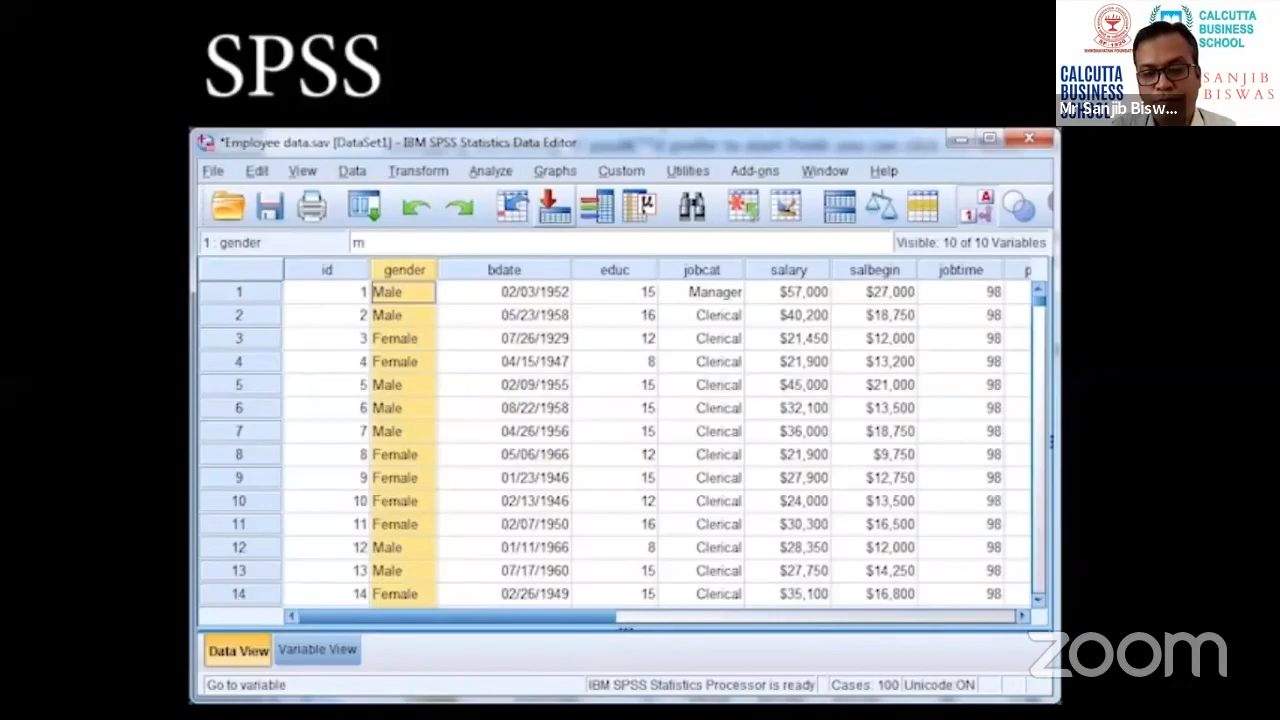 SPSS
SHIKSHAYATAN FOUNDATION
CALCUTTA
BUSINESS
SCHOOL
CALCUTTA
BUSINESS
SCHOOL
SANJIB
BISWAS
Mr Sanjib Bisw...
*Employee data.sav [DataSet1] - IBM SPSS Statistics Data Editor
File Edit View Data Transform Analyze Graphs Custom Utilities Add-ons Window Help
1 : gender m Visible: 10 of 10 Variables
id gender bdate educ jobcat salary salbegin jobtime p
1 1 Male 02/03/1952 15 Manager $57,000 $27,000 98
2 2 Male 05/23/1958 16 Clerical $40,200 $18,750 98
3 3 Female 07/26/1929 12 Clerical $21,450 $12,000 98
4 4 Female 04/15/1947 8 Clerical $21,900 $13,200 98
5 5 Male 02/09/1955 15 Clerical $45,000 $21,000 98
6 6 Male 08/22/1958 15 Clerical $32,100 $13,500 98
7 7 Male 04/26/1956 15 Clerical $36,000 $18,750 98
8 8 Female 05/06/1966 12 Clerical $21,900 $9,750 98
9 9 Female 01/23/1946 15 Clerical $27,900 $12,750 98
10 10 Female 02/13/1946 12 Clerical $24,000 $13,500 98
11 11 Female 02/07/1950 16 Clerical $30,300 $16,500 98
12 12 Male 01/11/1966 8 Clerical $28,350 $12,000 98
13 13 Male 07/17/1960 15 Clerical $27,750 $14,250 98
14 14 Female 02/26/1949 15 Clerical $35,100 $16,800 98
Data View Variable View
Go to variable IBM SPSS Statistics Processor is ready Cases: 100 Unicode ON
zoom